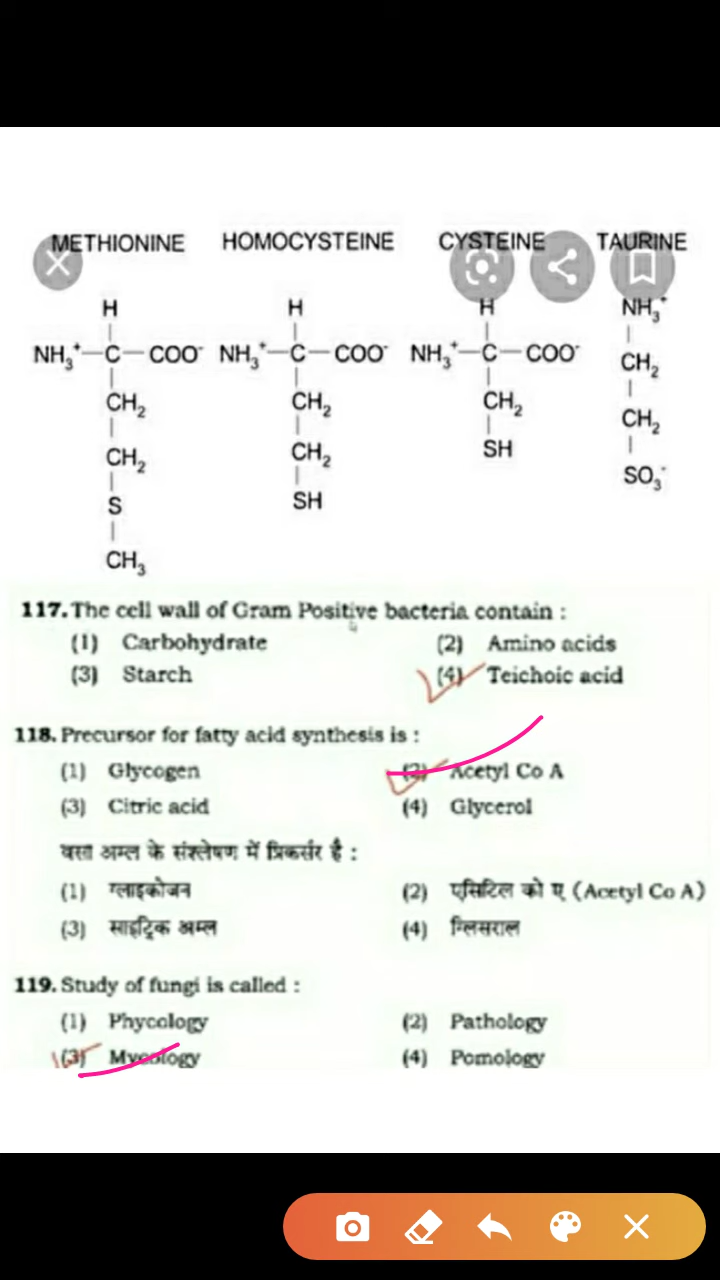 METHIONINE HOMOCYSTEINE CYSTEINE TAURINE
H H H NH₃⁺
NH₃⁺—C—COO⁻ NH₃⁺—C—COO⁻ NH₃⁺—C—COO⁻ CH₂
CH₂ CH₂ CH₂ CH₂
CH₂ CH₂ SH SO₃⁻
S SH
CH₃
117. The cell wall of Gram Positive bacteria contain :
(1) Carbohydrate (2) Amino acids
(3) Starch (4) Teichoic acid
118. Precursor for fatty acid synthesis is :
(1) Glycogen (2) Acetyl Co A
(3) Citric acid (4) Glycerol
वसा अम्ल के संश्लेषण में प्रिकर्सर है :
(1) ग्लाइकोजन (2) एसिटिल को ए (Acetyl Co A)
(3) साइट्रिक अम्ल (4) ग्लिसराल
119. Study of fungi is called :
(1) Phycology (2) Pathology
(3) Mycology (4) Pomology